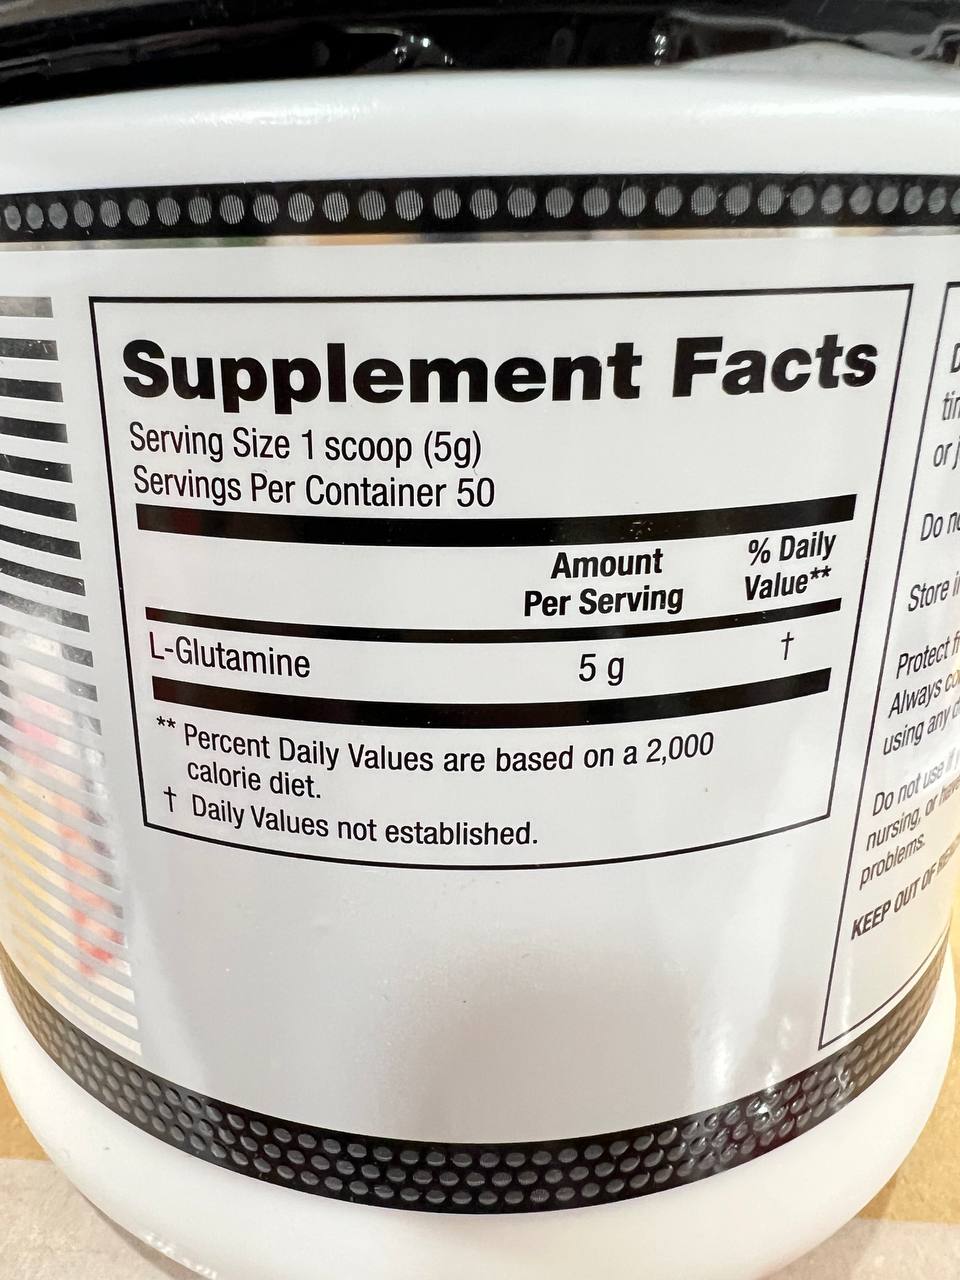 Supplement Facts
Serving Size 1 scoop (5g)
Servings Per Container 50
Amount Per Serving
% Daily Value**
L-Glutamine 5 g †
** Percent Daily Values are based on a 2,000
calorie diet.
† Daily Values not established.
or
Do
Store
Protect
Always
using any
Do not use
nursing, or
problems.
KEEP OUT OF